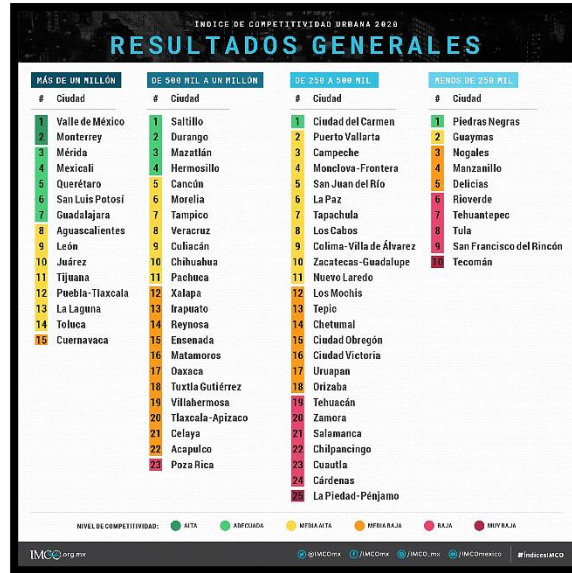 ÍNDICE DE COMPETITIVIDAD URBANA 2020
RESULTADOS GENERALES
MÁS DE UN MILLÓN
# Ciudad
1 Valle de México
2 Monterrey
3 Mérida
4 Mexicali
5 Querétaro
6 San Luis Potosí
7 Guadalajara
8 Aguascalientes
9 León
10 Juárez
11 Tijuana
12 Puebla-Tlaxcala
13 La Laguna
14 Toluca
15 Cuernavaca
DE 500 MIL A UN MILLÓN
# Ciudad
1 Saltillo
2 Durango
3 Mazatlán
4 Hermosillo
5 Cancún
6 Morelia
7 Tampico
8 Veracruz
9 Culiacán
10 Chihuahua
11 Pachuca
12 Xalapa
13 Irapuato
14 Reynosa
15 Ensenada
16 Matamoros
17 Oaxaca
18 Tuxtla Gutiérrez
19 Villahermosa
20 Tlaxcala-Apizaco
21 Celaya
22 Acapulco
23 Poza Rica
DE 250 A 500 MIL
# Ciudad
1 Ciudad del Carmen
2 Puerto Vallarta
3 Campeche
4 Monclova-Frontera
5 San Juan del Río
6 La Paz
7 Tapachula
8 Los Cabos
9 Colima-Villa de Álvarez
10 Zacatecas-Guadalupe
11 Nuevo Laredo
12 Los Mochis
13 Tepic
14 Chetumal
15 Ciudad Obregón
16 Ciudad Victoria
17 Uruapan
18 Orizaba
19 Tehuacán
20 Zamora
21 Salamanca
22 Chilpancingo
23 Cuautla
24 Cárdenas
25 La Piedad-Pénjamo
MENOS DE 250 MIL
# Ciudad
1 Piedras Negras
2 Guaymas
3 Nogales
4 Manzanillo
5 Delicias
6 Rioverde
7 Tehuantepec
8 Tula
9 San Francisco del Rincón
10 Tecomán
NIVEL DE COMPETITIVIDAD: ALTA ADECUADA MEDIA ALTA MEDIA BAJA BAJA MUY BAJA
IMCO.org.mx @IMCOmx /IMCOmx /IMCO_mx /IMCOmexico #ÍndicesIMCO